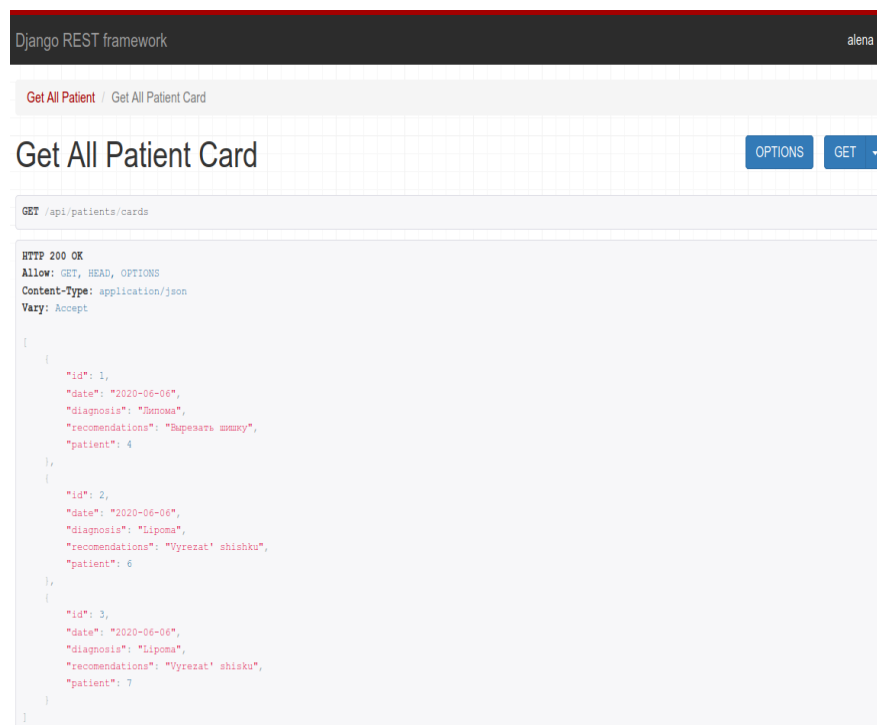 Django REST framework
alena
Get All Patient / Get All Patient Card
Get All Patient Card
OPTIONS
GET
GET /api/patients/cards
HTTP 200 OK
Allow: GET, HEAD, OPTIONS
Content-Type: application/json
Vary: Accept
[
{
"id": 1,
"date": "2020-06-06",
"diagnosis": "Липома",
"recomendations": "Вырезать шишку",
"patient": 4
},
{
"id": 2,
"date": "2020-06-06",
"diagnosis": "Lipoma",
"recomendations": "Vyrezat' shishku",
"patient": 6
},
{
"id": 3,
"date": "2020-06-06",
"diagnosis": "Lipoma",
"recomendations": "Vyrezat' shisku",
"patient": 7
}
]